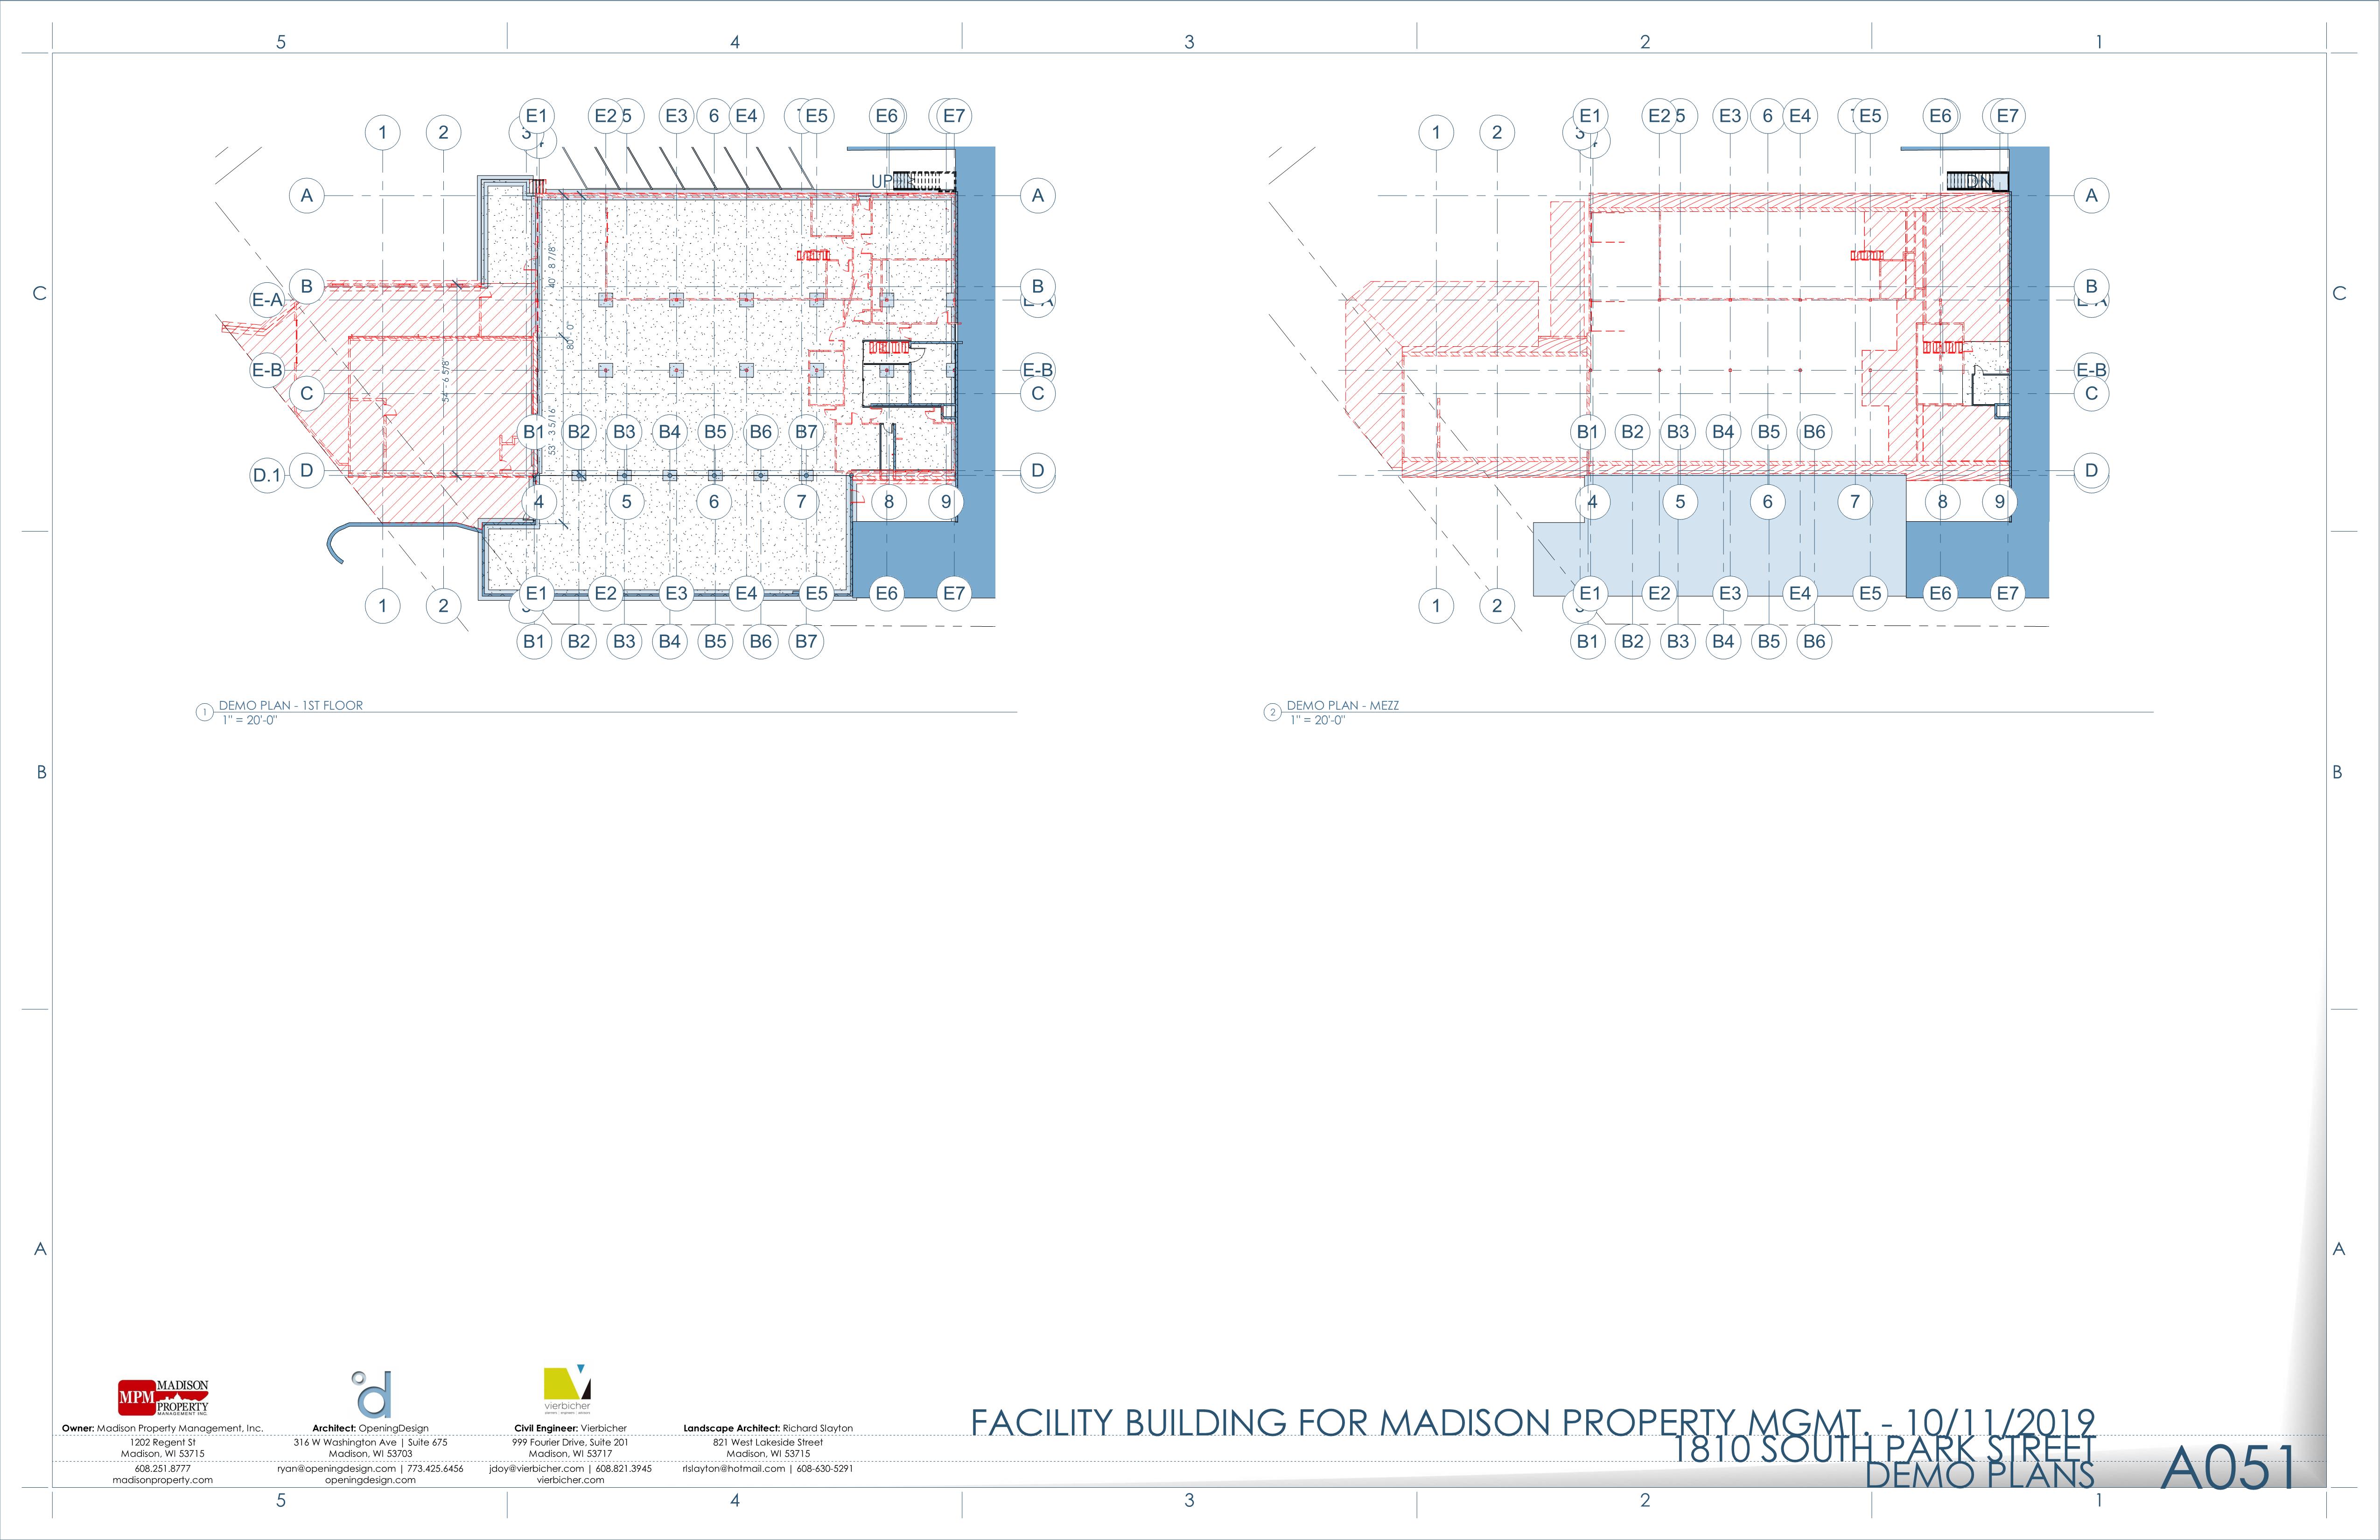 5 4 3 2 1
E1 E2 5 E3 6 E4 E5 E6 E7
1 2 3
A A
UP
40' - 8 7/8"
C
B B
E-A
80' - 0"
E-B E-B
54' - 6 5/8"
C C
53' - 3 5/16"
B1 B2 B3 B4 B5 B6 B7
D.1 D D
4 5 6 7 8 9
E1 E2 E3 E4 E5 E6 E7
1 2
B1 B2 B3 B4 B5 B6 B7
1 DEMO PLAN - 1ST FLOOR
1" = 20'-0"
E1 E2 5 E3 6 E4 E5 E6 E7
1 2 3
DN
A
C
B
E-B
C
B1 B2 B3 B4 B5 B6
D
4 5 6 7 8 9
E1 E2 E3 E4 E5 E6 E7
1 2
B1 B2 B3 B4 B5 B6
2 DEMO PLAN - MEZZ
1" = 20'-0"
B B
A A
MPM MADISON
PROPERTY
MANAGEMENT INC.
Owner: Madison Property Management, Inc.
1202 Regent St
Madison, WI 53715
608.251.8777
madisonproperty.com
d
Architect: OpeningDesign
316 W Washington Ave | Suite 675
Madison, WI 53703
ryan@openingdesign.com | 773.425.6456
openingdesign.com
vierbicher
Civil Engineer: Vierbicher
999 Fourier Drive, Suite 201
Madison, WI 53717
jdoy@vierbicher.com | 608.821.3945
vierbicher.com
Landscape Architect: Richard Slayton
821 West Lakeside Street
Madison, WI 53715
rlslayton@hotmail.com | 608-630-5291
FACILITY BUILDING FOR MADISON PROPERTY MGMT. - 10/11/2019
1810 SOUTH PARK STREET
DEMO PLANS
A051
5 4 3 2 1